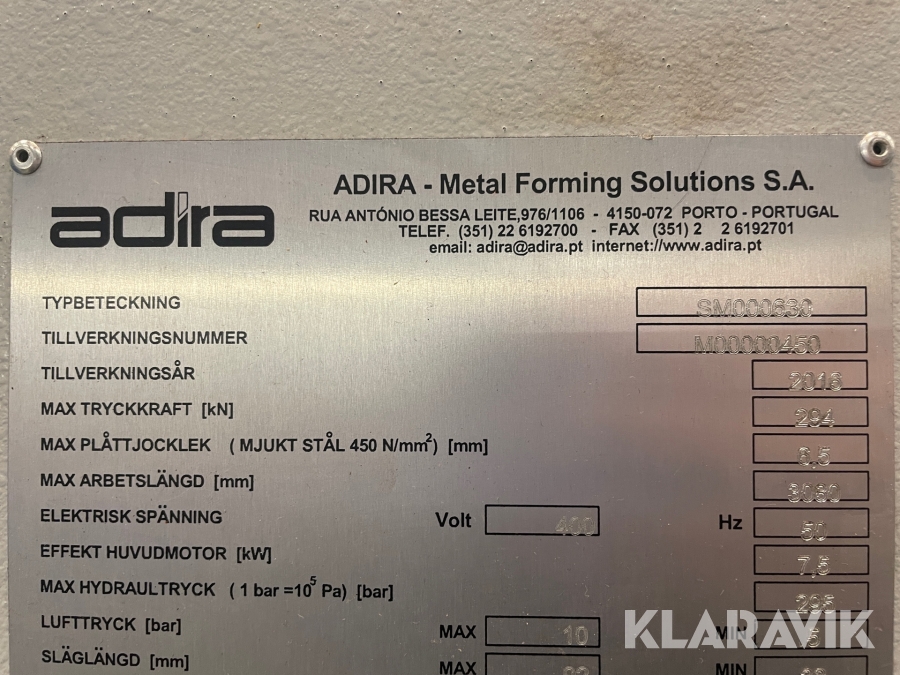 adira
ADIRA - Metal Forming Solutions S.A.
RUA ANTÓNIO BESSA LEITE,976/1106 - 4150-072 PORTO - PORTUGAL
TELEF. (351) 22 6192700 - FAX (351) 2 2 6192701
email: adira@adira.pt internet://www.adira.pt
TYPBETECKNING SM000630
TILLVERKNINGSNUMMER M00000450
TILLVERKNINGSÅR 2016
MAX TRYCKKRAFT [kN] 294
MAX PLÅTTJOCKLEK ( MJUKT STÅL 450 N/mm²) [mm] 6,5
MAX ARBETSLÄNGD [mm] 3080
ELEKTRISK SPÄNNING Volt 400 Hz 50
EFFEKT HUVUDMOTOR [kW] 7,5
MAX HYDRAULTRYCK ( 1 bar =10⁵ Pa) [bar] 295
LUFTTRYCK [bar] MAX 10 MIN
SLÄGLÄNGD [mm] MAX MIN
KLARAVIK